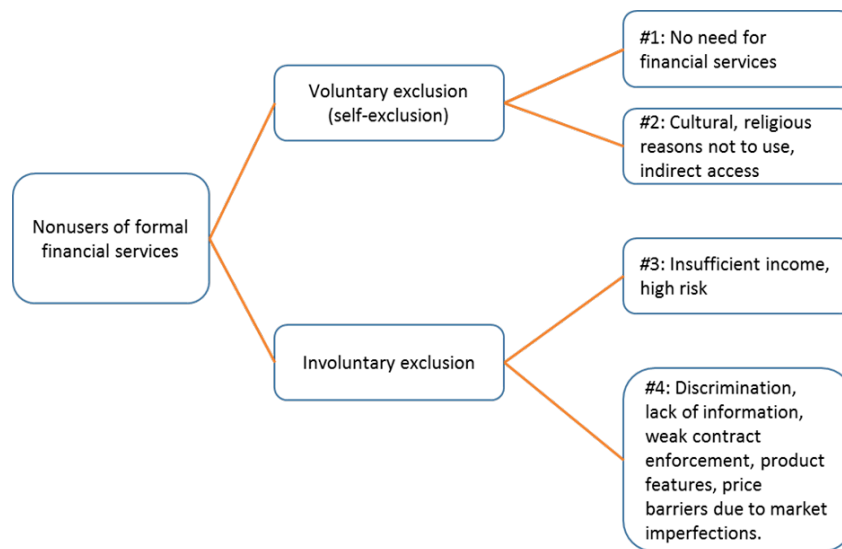 Nonusers of formal
financial services
Voluntary exclusion
(self-exclusion)
#1: No need for
financial services
#2: Cultural, religious
reasons not to use,
indirect access
Involuntary exclusion
#3: Insufficient income,
high risk
#4: Discrimination,
lack of information,
weak contract
enforcement, product
features, price
barriers due to market
imperfections.